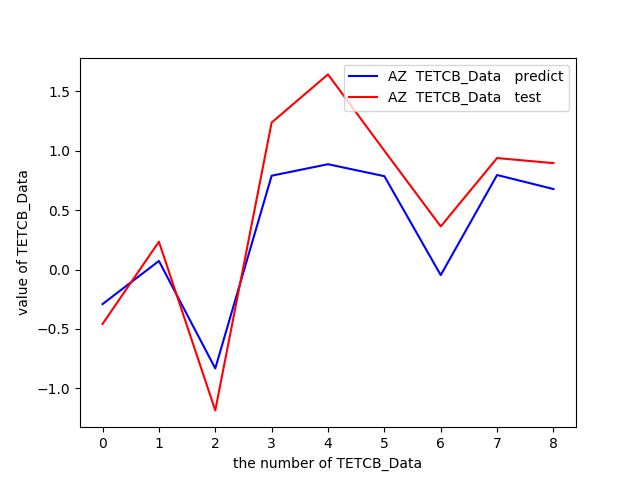 AZ TETCB_Data predict
AZ TETCB_Data test
1.5
1.0
0.5
0.0
−0.5
−1.0
value of TETCB_Data
0 1 2 3 4 5 6 7 8
the number of TETCB_Data